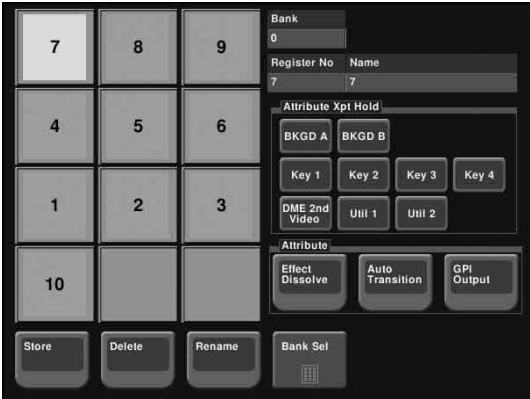 7 8 9
4 5 6
1 2 3
10
Store Delete Rename
Bank
0
Register No Name
7 7
Attribute Xpt Hold
BKGD A BKGD B
Key 1 Key 2 Key 3 Key 4
DME 2nd
Video
Util 1 Util 2
Attribute
Effect
Dissolve
Auto
Transition
GPI
Output
Bank Sel